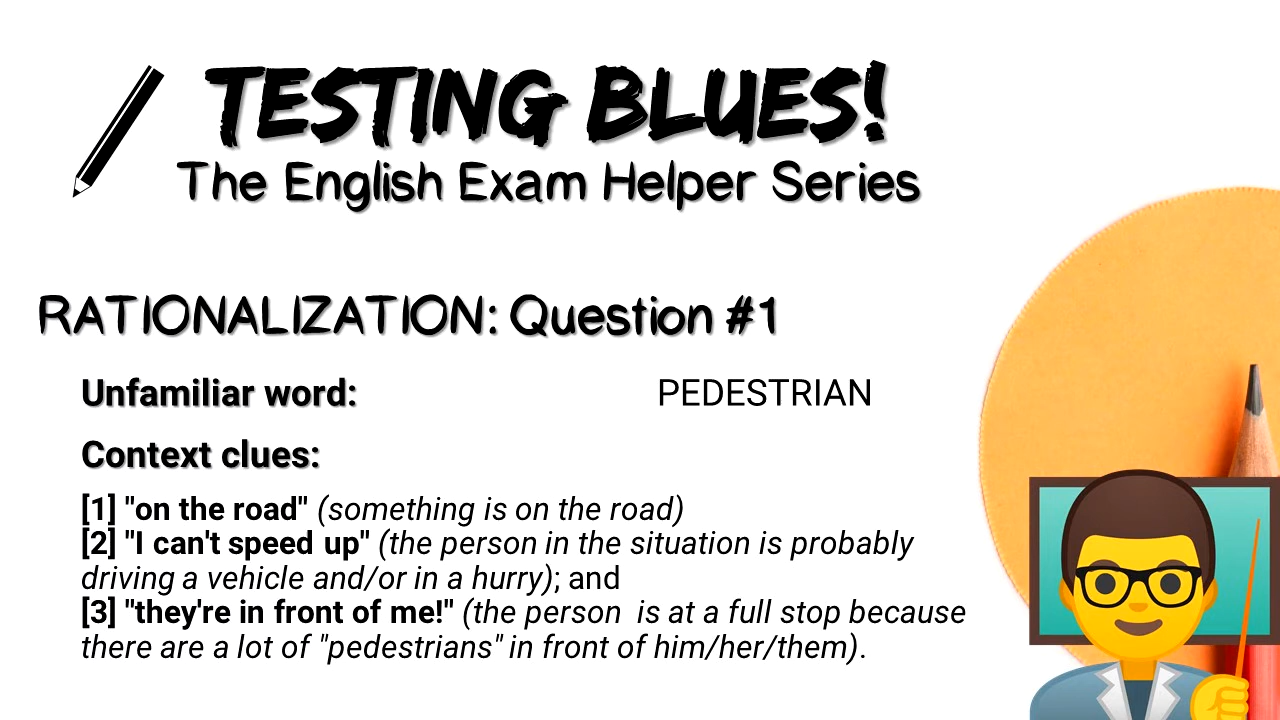 TESTING BLUES!
The English Exam Helper Series
RATIONALIZATION: Question #1
Unfamiliar word: PEDESTRIAN
Context clues:
[1] "on the road" (something is on the road)
[2] "I can't speed up" (the person in the situation is probably
driving a vehicle and/or in a hurry); and
[3] "they're in front of me!" (the person  is at a full stop because
there are a lot of "pedestrians" in front of him/her/them).